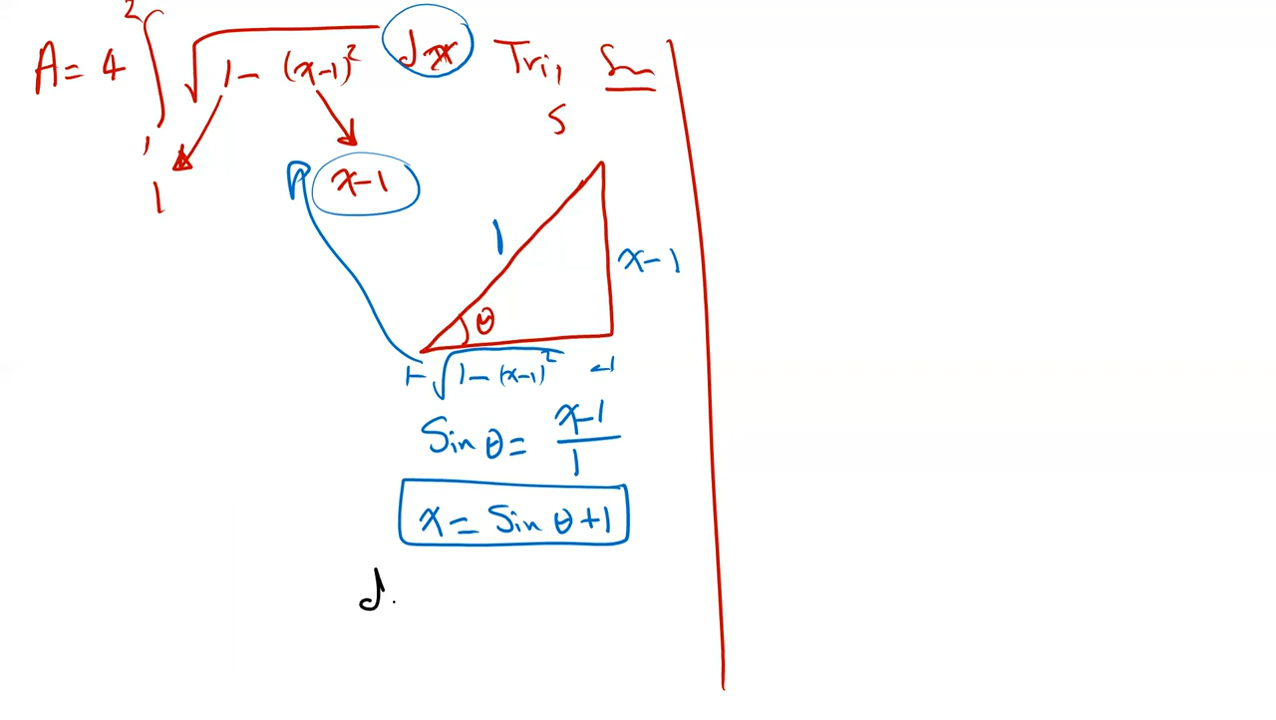 A = 4 ∫₁² √(1 - (x-1)²) dx Tri, Sub
S
1 x-1
1
x-1
θ
√(1 - (x-1)²)
Sin θ = (x-1)/1
x = Sin θ + 1
d